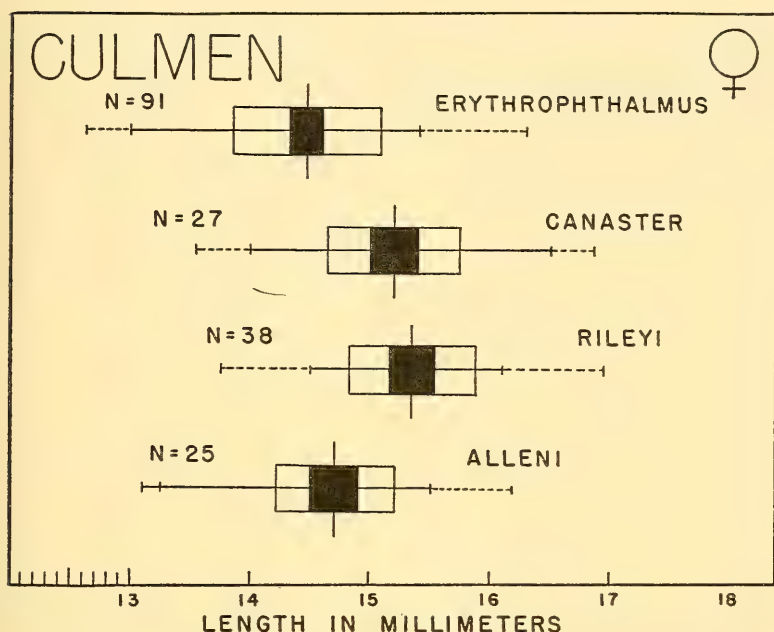 CULMEN ♀
N=91 ERYTHROPHTHALMUS
N=27 CANASTER
N=38 RILEYI
N=25 ALLENI
13 14 15 16 17 18
LENGTH IN MILLIMETERS